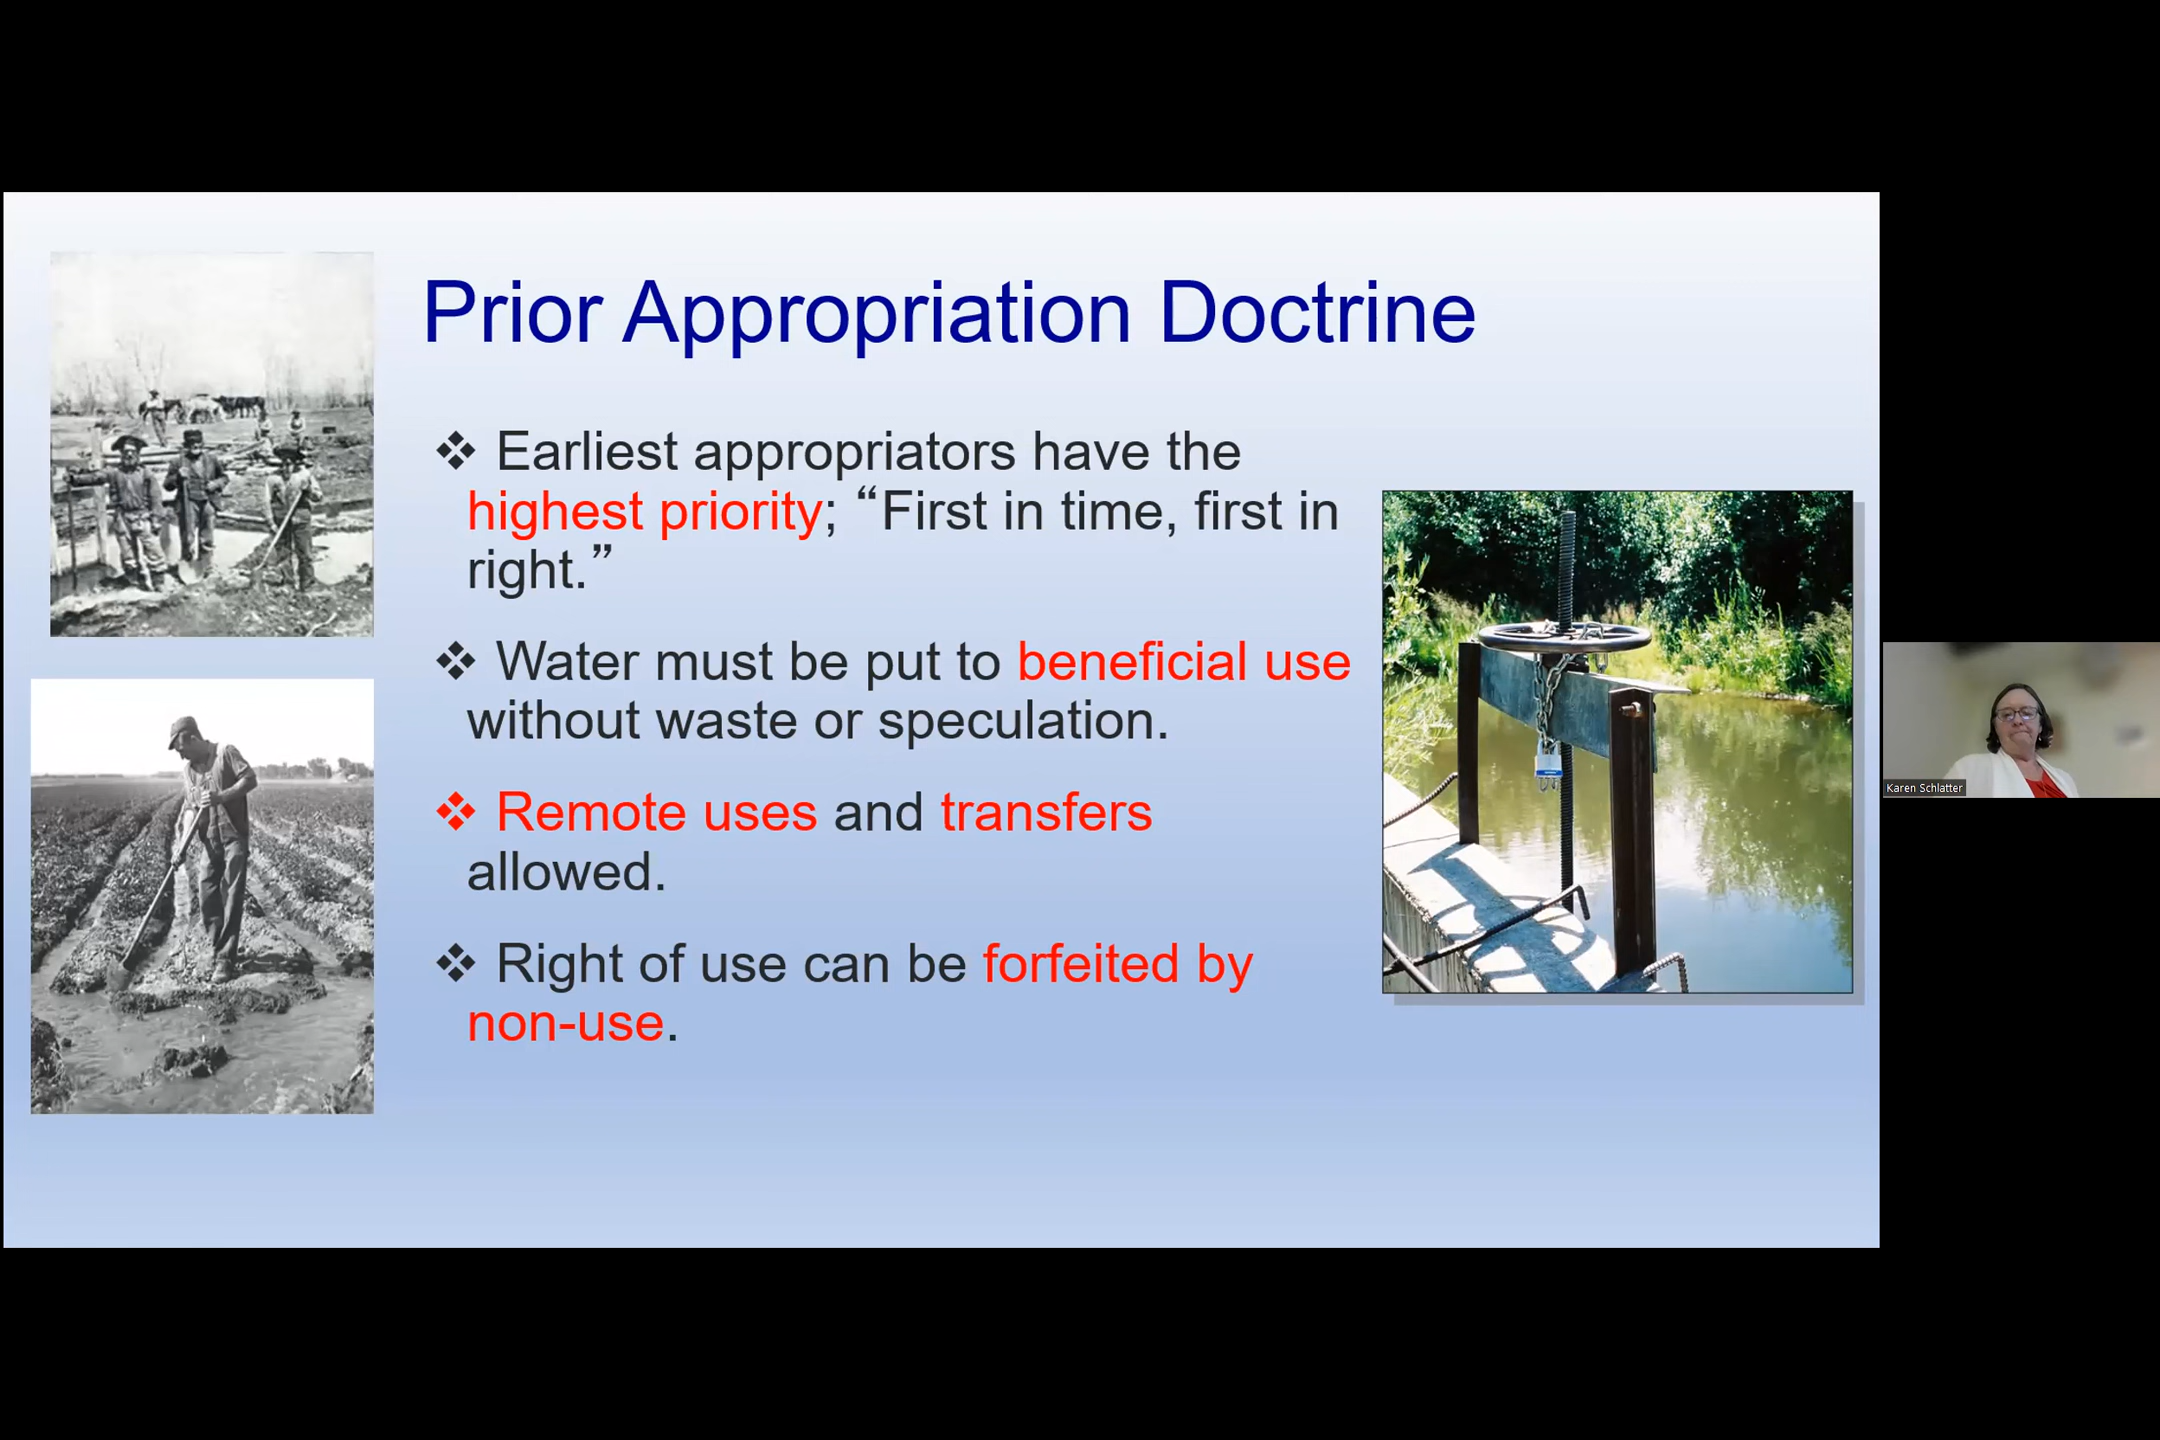 Prior Appropriation Doctrine
❖ Earliest appropriators have the
highest priority; “First in time, first in
right.”
❖ Water must be put to beneficial use
without waste or speculation.
❖ Remote uses and transfers
allowed.
❖ Right of use can be forfeited by
non-use.
Karen Schlatter